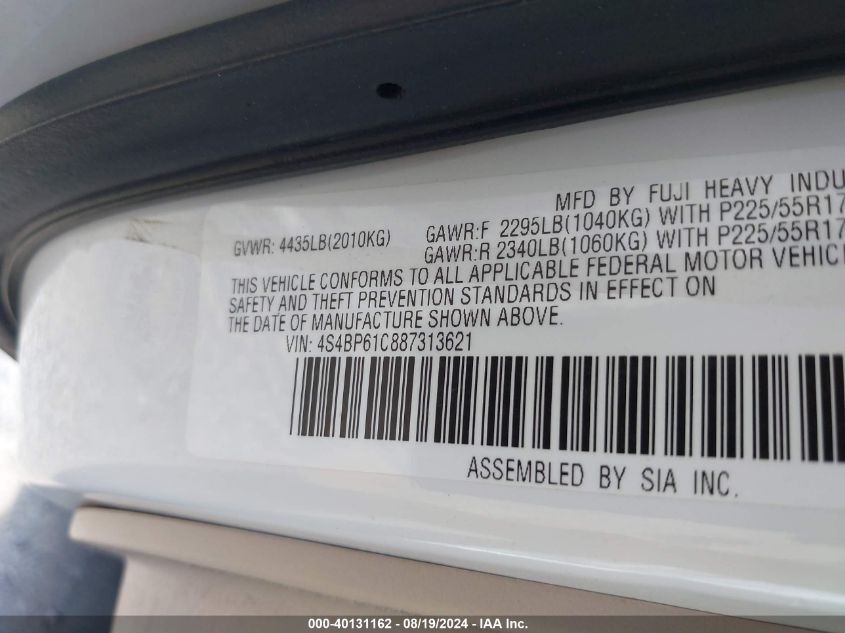 MFD BY FUJI HEAVY INDU
GVWR: 4435LB(2010KG) GAWR:F 2295LB(1040KG) WITH P225/55R17
GAWR:R 2340LB(1060KG) WITH P225/55R17
THIS VEHICLE CONFORMS TO ALL APPLICABLE FEDERAL MOTOR VEHIC
SAFETY AND THEFT PREVENTION STANDARDS IN EFFECT ON
THE DATE OF MANUFACTURE SHOWN ABOVE.
VIN: 4S4BP61C887313621
ASSEMBLED BY SIA INC.
000-40131162 - 08/19/2024 - IAA Inc.